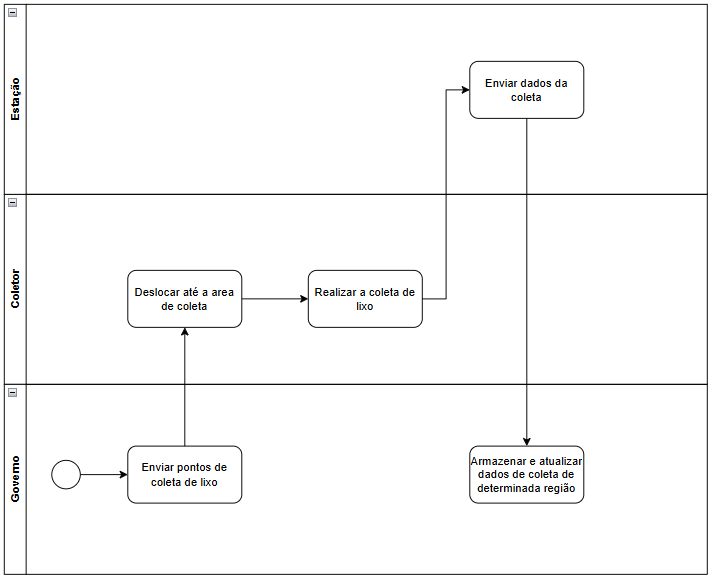 Estação
Enviar dados da
coleta
Coletor
Deslocar até a area
de coleta
Realizar a coleta de
lixo
Governo
Enviar pontos de
coleta de lixo
Armazenar e atualizar
dados de coleta de
determinada região